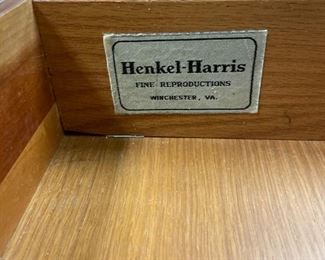 Henkel-Harris
FINE REPRODUCTIONS
WINCHESTER, VA.